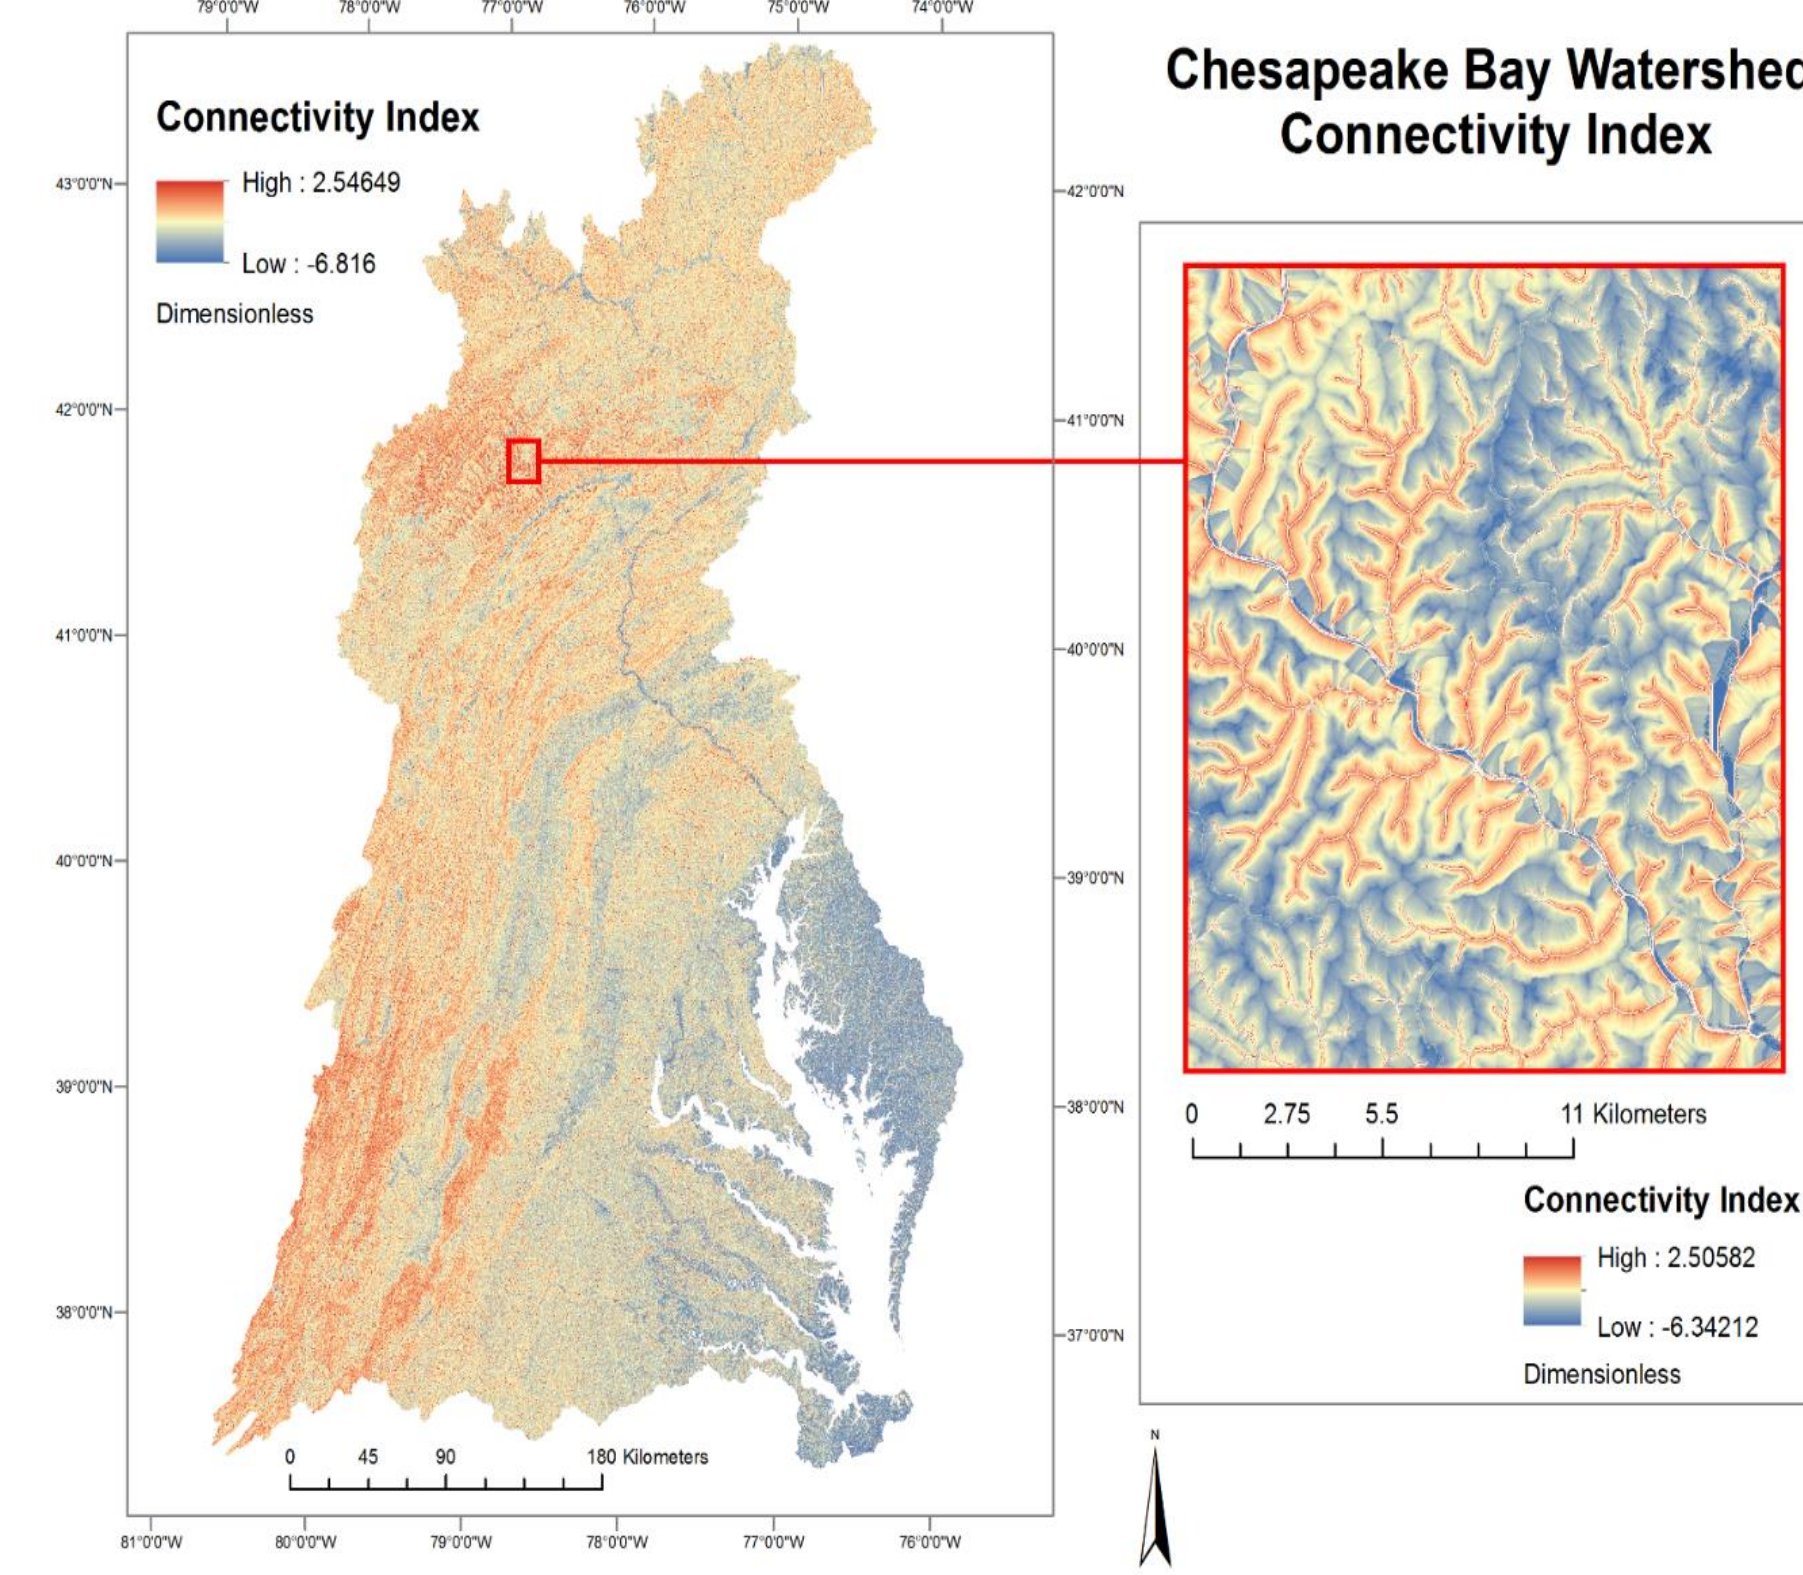 79°0'0"W 78°0'0"W 77°0'0"W 76°0'0"W 75°0'0"W 74°0'0"W
Chesapeake Bay Watershed
Connectivity Index
Connectivity Index
High : 2.54649
Low : -6.816
Dimensionless
43°0'0"N
42°0'0"N
41°0'0"N
40°0'0"N
39°0'0"N
38°0'0"N
42°0'0"N
41°0'0"N
40°0'0"N
39°0'0"N
38°0'0"N
37°0'0"N
0 45 90 180 Kilometers
81°0'0"W 80°0'0"W 79°0'0"W 78°0'0"W 77°0'0"W 76°0'0"W
0 2.75 5.5 11 Kilometers
Connectivity Index
High : 2.50582
Low : -6.34212
Dimensionless
N